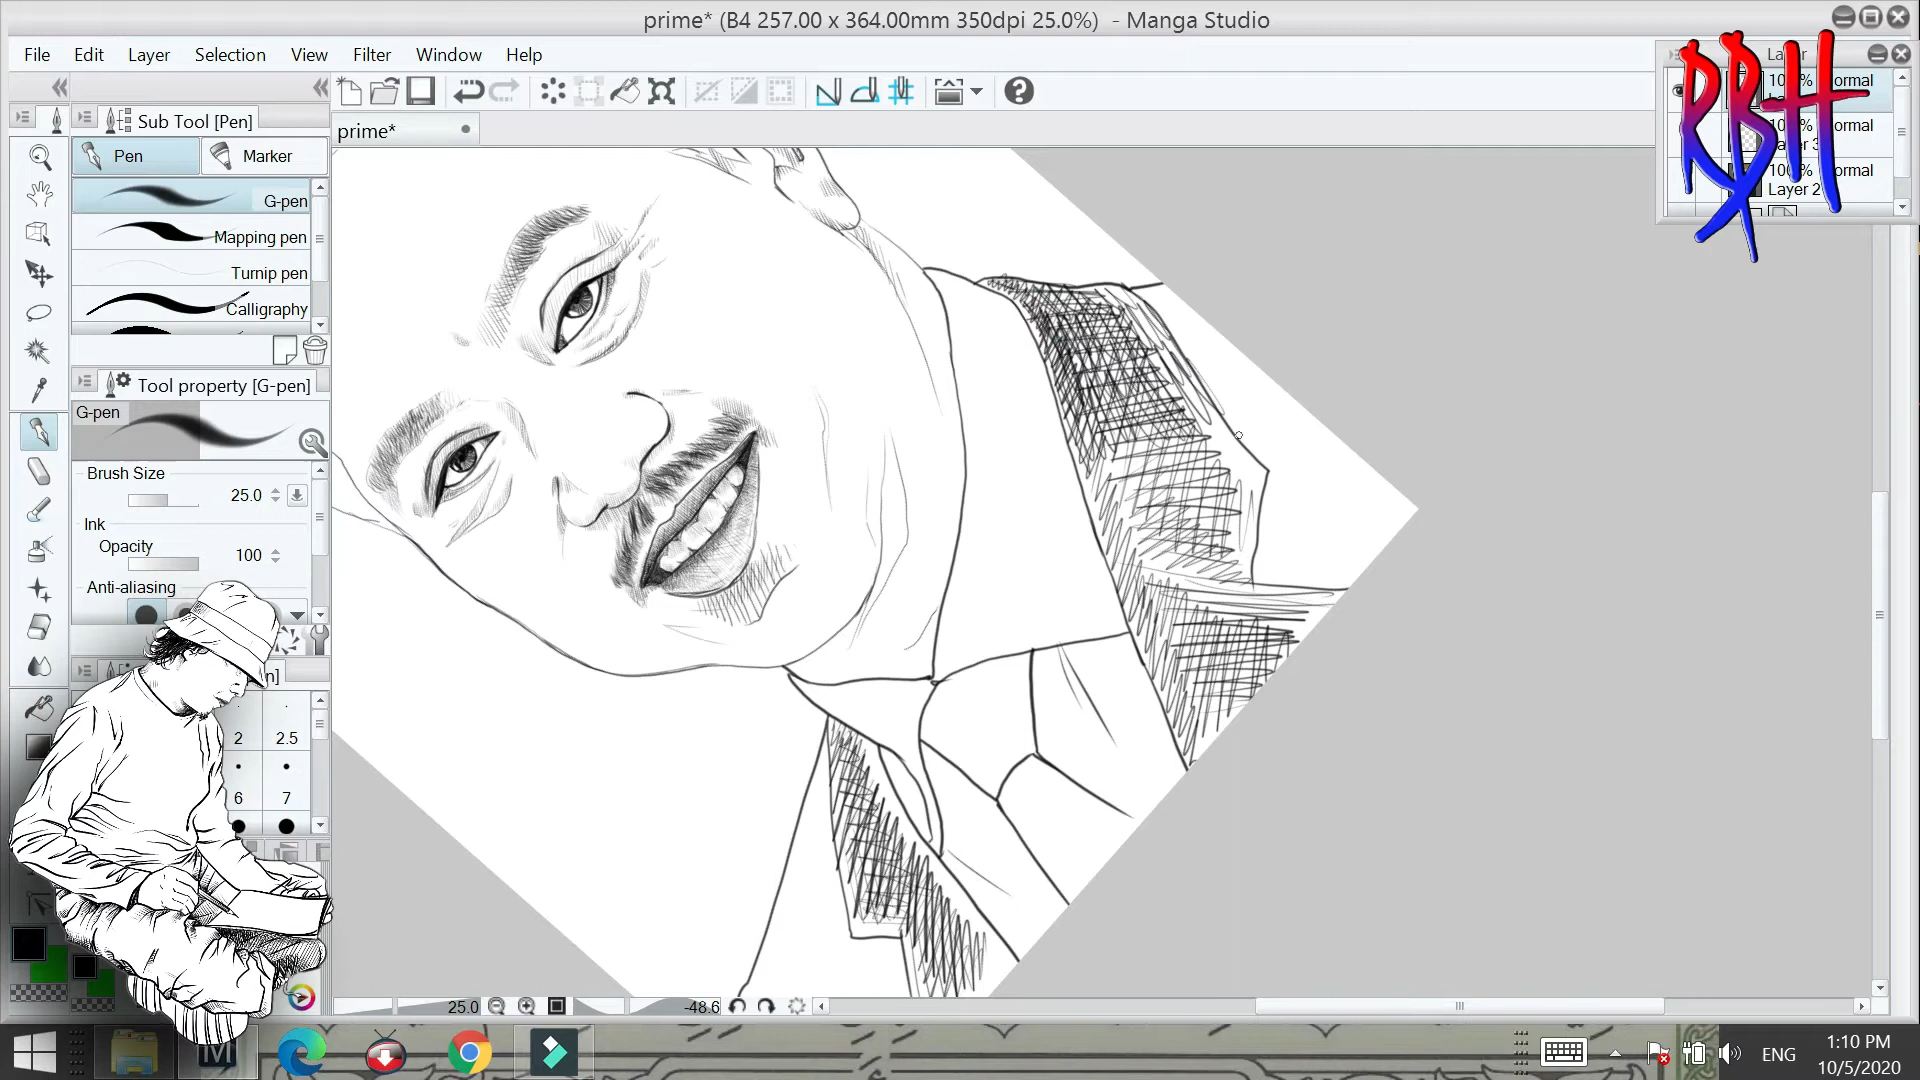 prime* (B4 257.00 x 364.00mm 350dpi 25.0%) - Manga Studio
File Edit Layer Selection View Filter Window Help
Sub Tool [Pen]
prime*
Pen Marker
G-pen
Mapping pen
Turnip pen
Calligraphy
Tool property [G-pen]
G-pen
Brush Size
25.0
Ink
Opacity 100
Anti-aliasing
2 2.5
6 7
RBH
Layer 2
25.0 -48.6
ENG
1:10 PM
10/5/2020